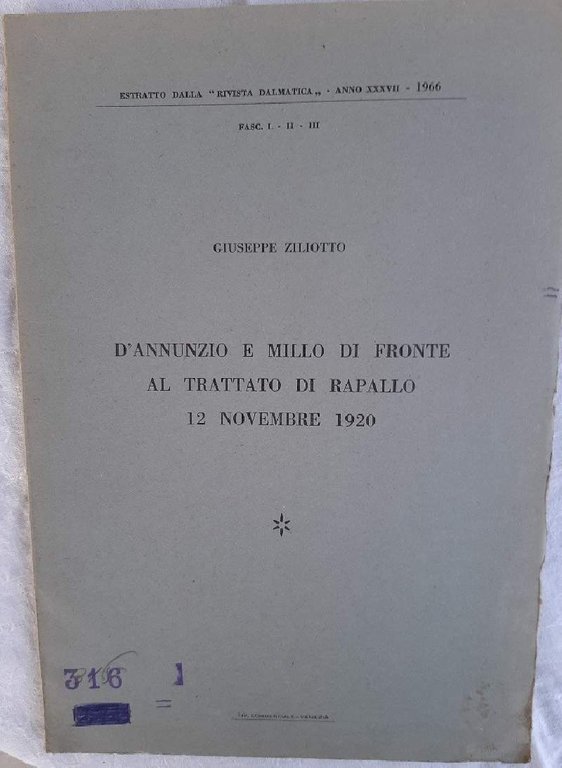 ESTRATTO DALLA "RIVISTA DALMATICA„ - ANNO XXXVII - 1966
FASC. I - II - III
GIUSEPPE ZILIOTTO
D'ANNUNZIO E MILLO DI FRONTE
AL TRATTATO DI RAPALLO
12 NOVEMBRE 1920
316